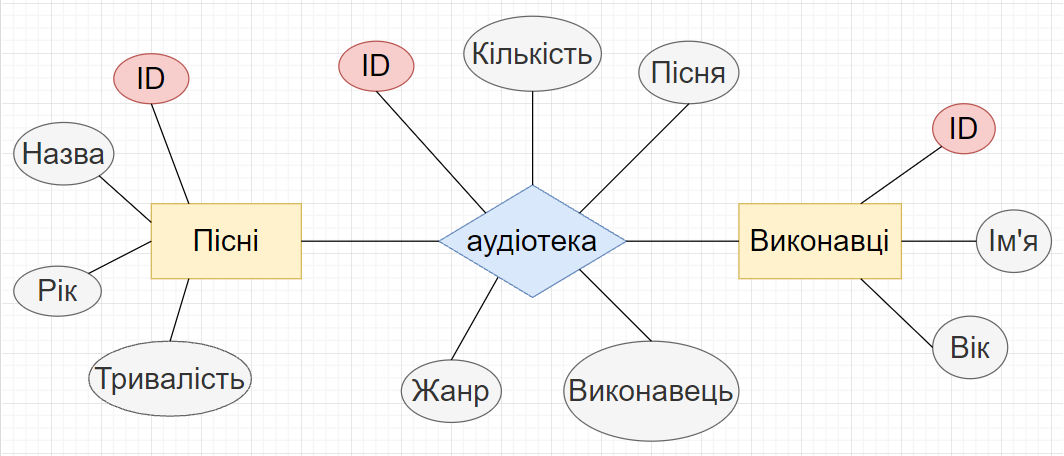 ID
Назва
Рік
Тривалість
Пісні
ID
Кількість
Пісня
аудіотека
Жанр
Виконавець
Виконавці
ID
Ім'я
Вік